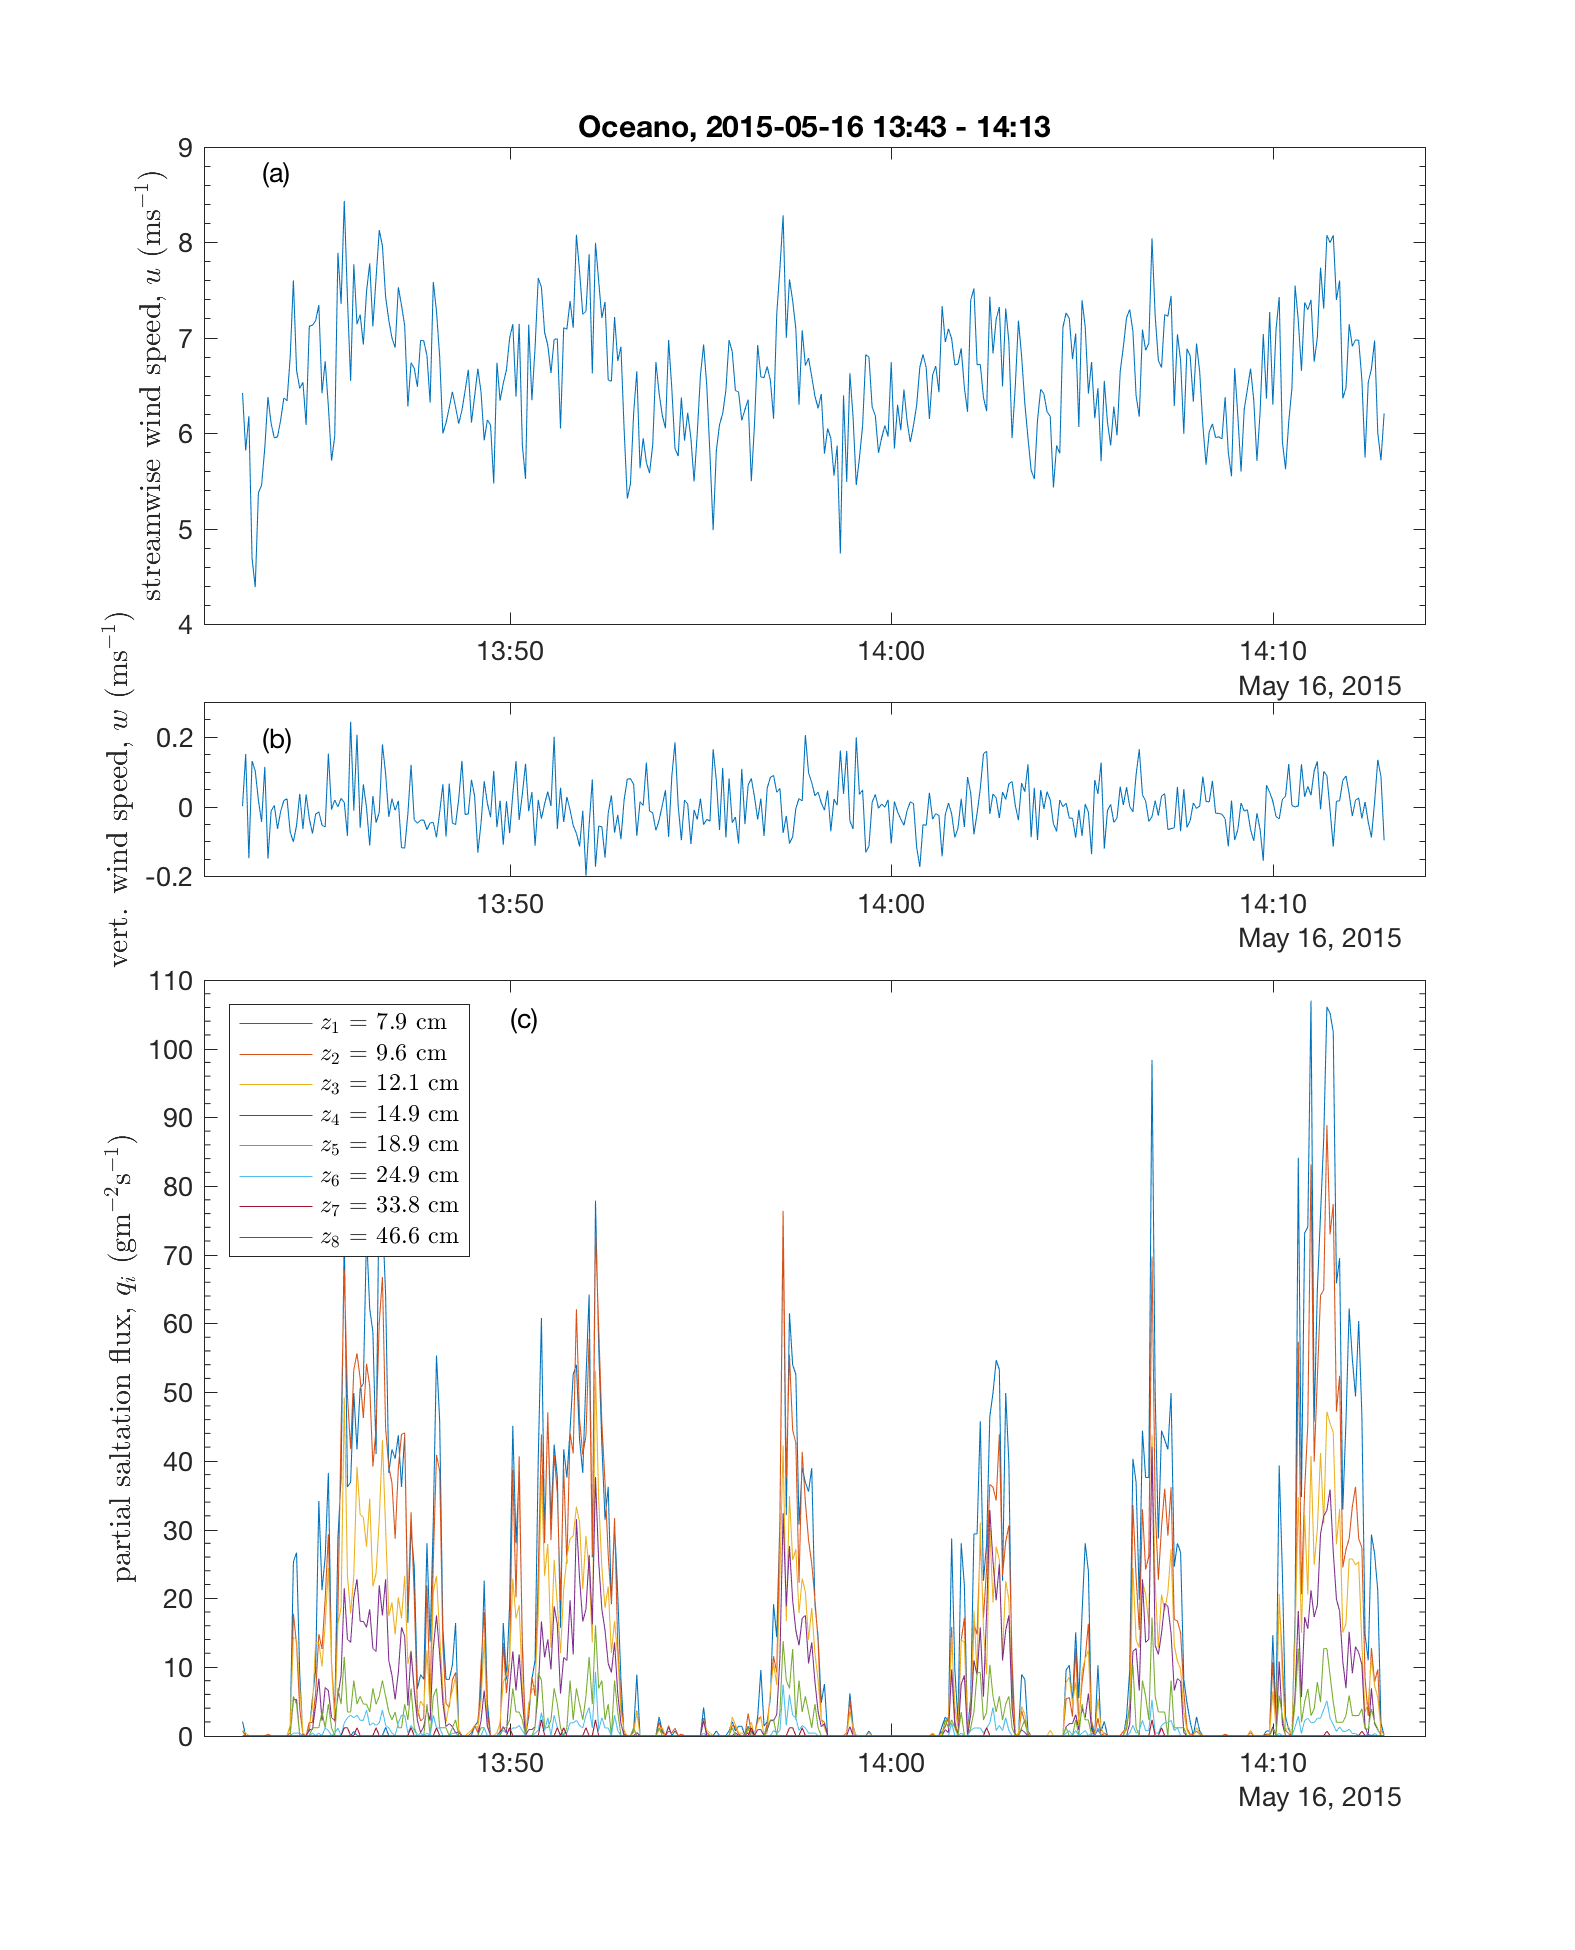 Oceano, 2015-05-16 13:43 - 14:13
(a)
streamwise wind speed, u (ms⁻¹)
9
8
7
6
5
4
13:50 14:00 14:10
May 16, 2015
(b)
vert. wind speed, w (ms⁻¹)
0.2
0
-0.2
13:50 14:00 14:10
May 16, 2015
(c)
partial saltation flux, qᵢ (gm⁻²s⁻¹)
110
100
90
80
70
60
50
40
30
20
10
0
z₁ = 7.9 cm
z₂ = 9.6 cm
z₃ = 12.1 cm
z₄ = 14.9 cm
z₅ = 18.9 cm
z₆ = 24.9 cm
z₇ = 33.8 cm
z₈ = 46.6 cm
13:50 14:00 14:10
May 16, 2015